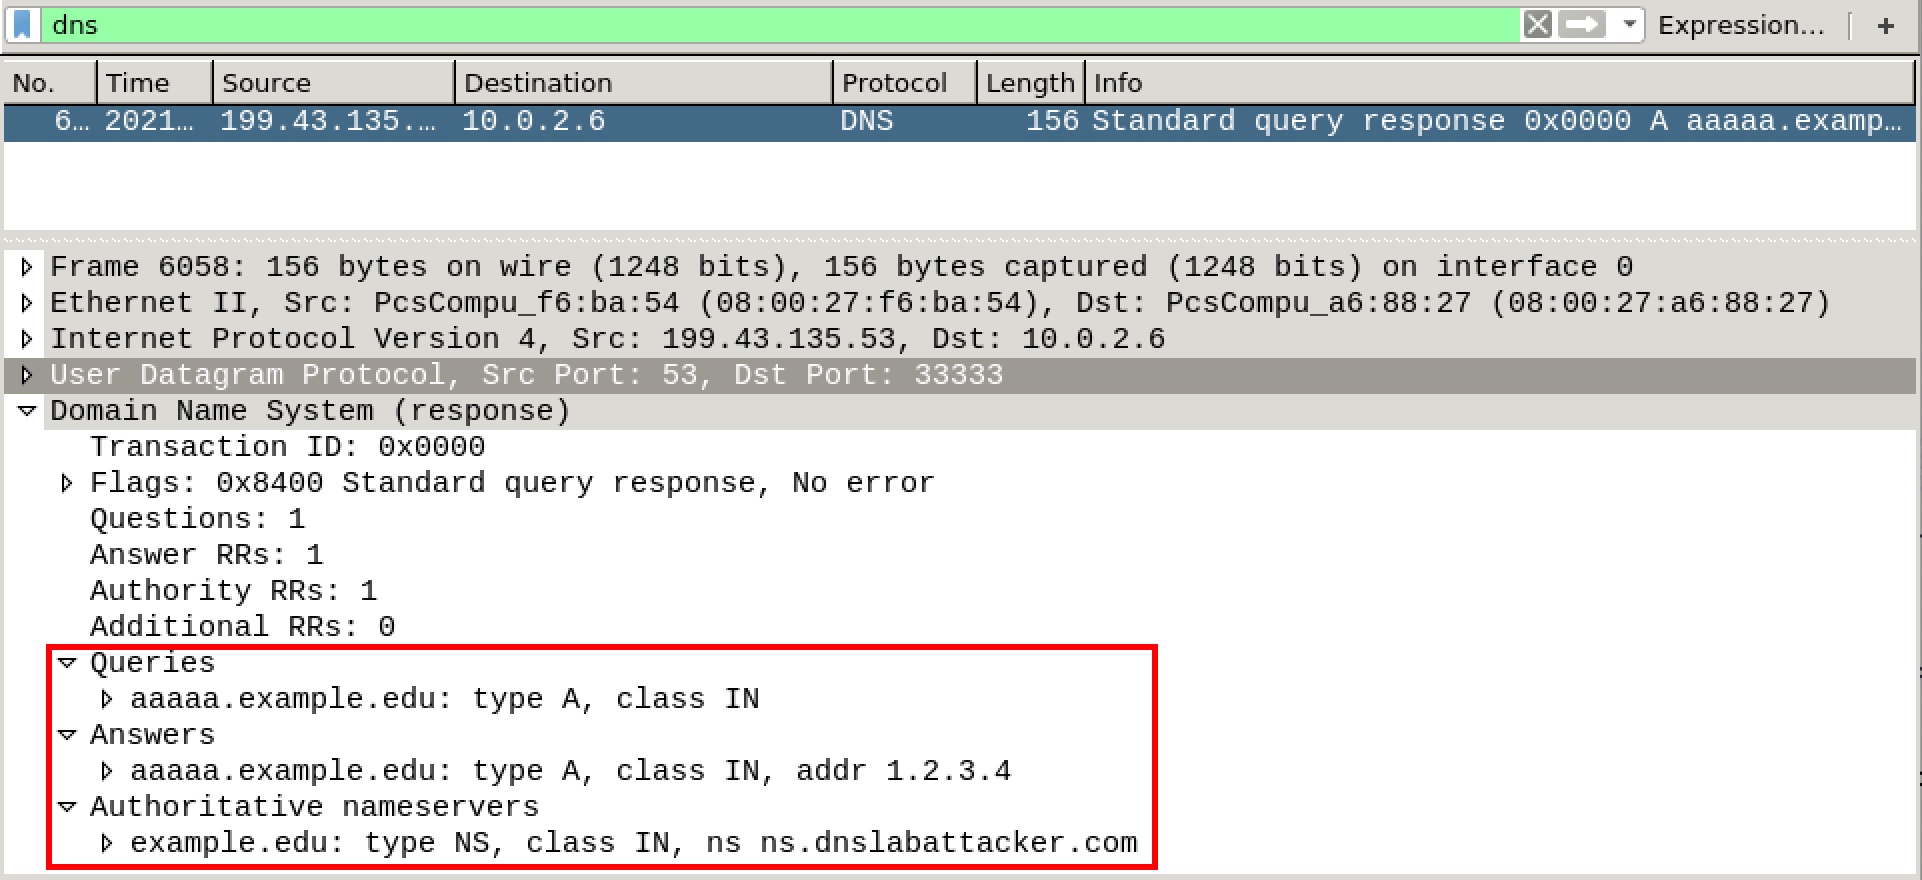 dns Expression… +
No. Time Source Destination Protocol Length Info
6… 2021… 199.43.135.… 10.0.2.6 DNS 156 Standard query response 0x0000 A aaaaa.examp…
Frame 6058: 156 bytes on wire (1248 bits), 156 bytes captured (1248 bits) on interface 0
Ethernet II, Src: PcsCompu_f6:ba:54 (08:00:27:f6:ba:54), Dst: PcsCompu_a6:88:27 (08:00:27:a6:88:27)
Internet Protocol Version 4, Src: 199.43.135.53, Dst: 10.0.2.6
User Datagram Protocol, Src Port: 53, Dst Port: 33333
Domain Name System (response)
Transaction ID: 0x0000
Flags: 0x8400 Standard query response, No error
Questions: 1
Answer RRs: 1
Authority RRs: 1
Additional RRs: 0
Queries
aaaaa.example.edu: type A, class IN
Answers
aaaaa.example.edu: type A, class IN, addr 1.2.3.4
Authoritative nameservers
example.edu: type NS, class IN, ns ns.dnslabattacker.com